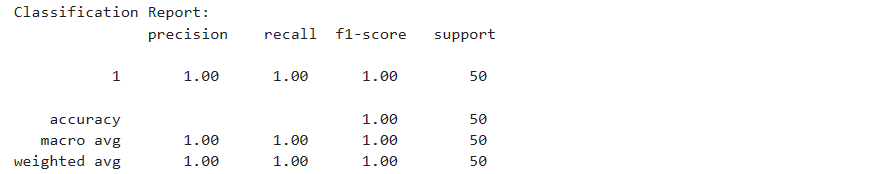 Classification Report:
precision recall f1-score support
1 1.00 1.00 1.00 50
accuracy 1.00 50
macro avg 1.00 1.00 1.00 50
weighted avg 1.00 1.00 1.00 50